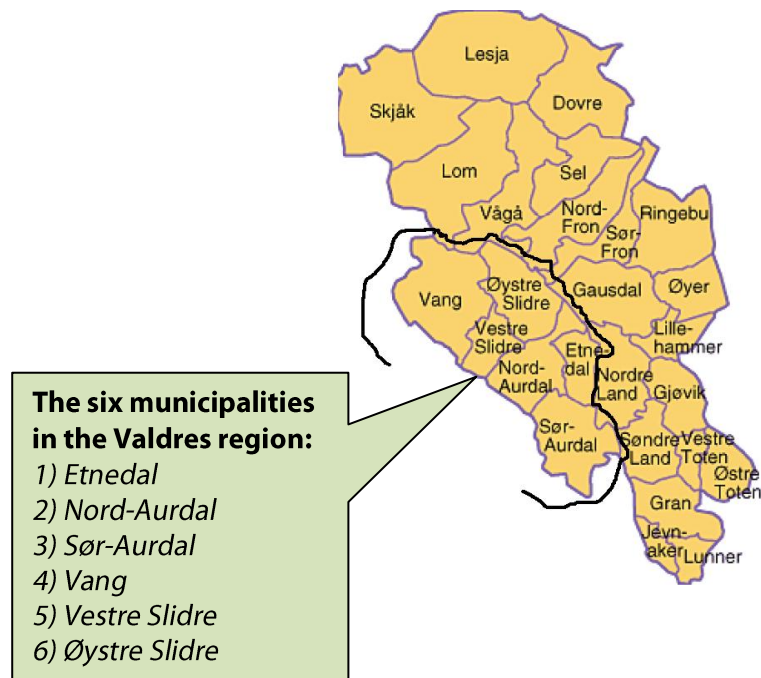 Lesja
Skjåk
Dovre
Lom
Sel
Vågå
Nord-
Fron
Ringebu
Sør-
Fron
Vang
Øystre
Slidre
Gausdal
Øyer
Vestre
Slidre
Etne-
dal
Lille-
hammer
Nord-
Aurdal
Nordre
Land
Gjøvik
Sør-
Aurdal
Søndre
Land
Vestre
Toten
Østre
Toten
Gran
Jevn-
aker
Lunner
The six municipalities
in the Valdres region:
1) Etnedal
2) Nord-Aurdal
3) Sør-Aurdal
4) Vang
5) Vestre Slidre
6) Øystre Slidre